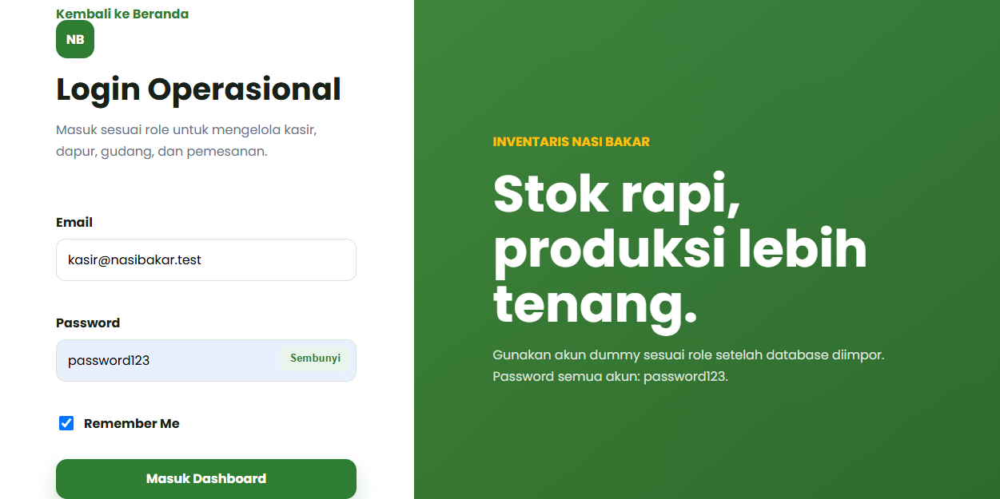 Kembali ke Beranda
NB
Login Operasional
Masuk sesuai role untuk mengelola kasir,
dapur, gudang, dan pemesanan.
Email
kasir@nasibakar.test
Password
password123
Sembunyi
Remember Me
Masuk Dashboard
INVENTARIS NASI BAKAR
Stok rapi,
produksi lebih
tenang.
Gunakan akun dummy sesuai role setelah database diimpor.
Password semua akun: password123.